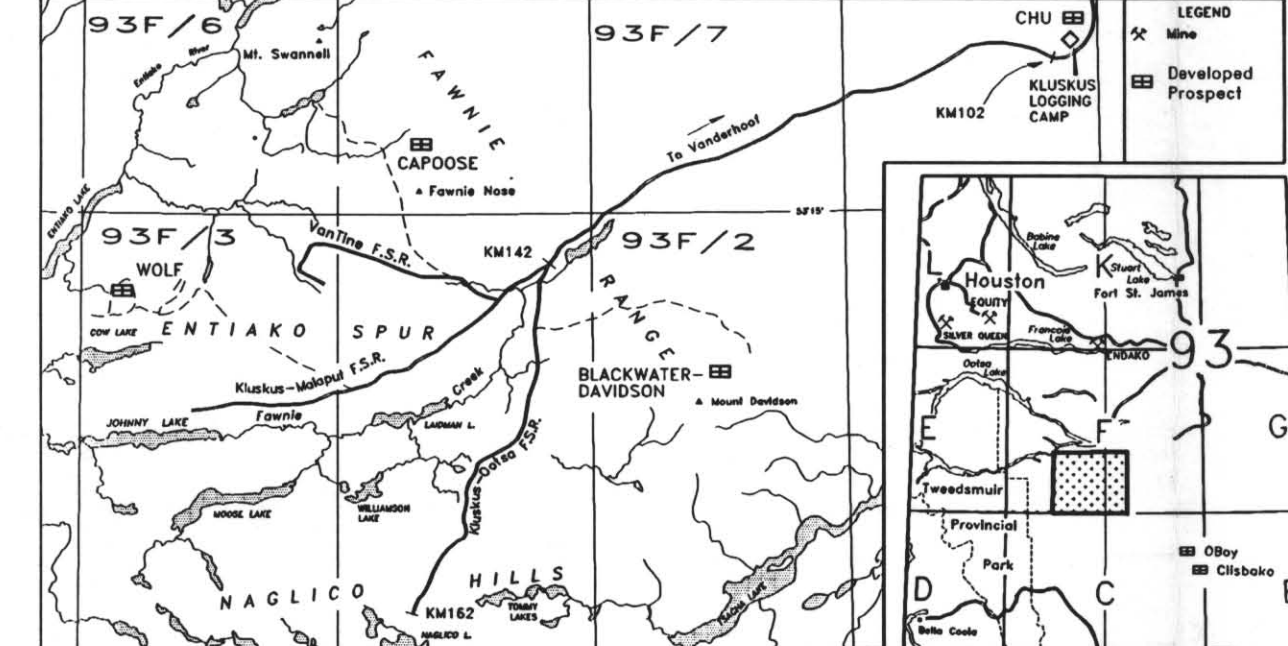 93F/6
93F/7
CHU
LEGEND
Mine
Developed
Prospect
Entiako River
Mt. Swannell
FAWNIE
KM102
KLUSKUS
LOGGING
CAMP
To Vanderhoof
CAPOOSE
Fawnie Nose
ENTIAKO LAKE
53°15'
93F/3
VanTine F.S.R.
KM142
93F/2
WOLF
RANGE
COW LAKE
ENTIAKO SPUR
Kluskus-Malaput F.S.R.
BLACKWATER-
DAVIDSON
Mount Davidson
Fawnie Creek
JOHNNY LAKE
LAIDMAN L.
Kluskus-Ootsa F.S.R.
MOOSE LAKE
WILLIAMSON
LAKE
NAGLICO HILLS
KM162
TOMMY
LAKES
TSACHA LAKE
NAGLICO L.
Babine
Lake
L
K
Stuart
Lake
Houston
Fort St. James
EQUITY
SILVER QUEEN
Francois
Lake
ENDAKO
93
Ootsa
Lake
E
F
G
Tweedsmuir
Provincial
Park
OBoy
Clisbako
D
C
Bella Coola